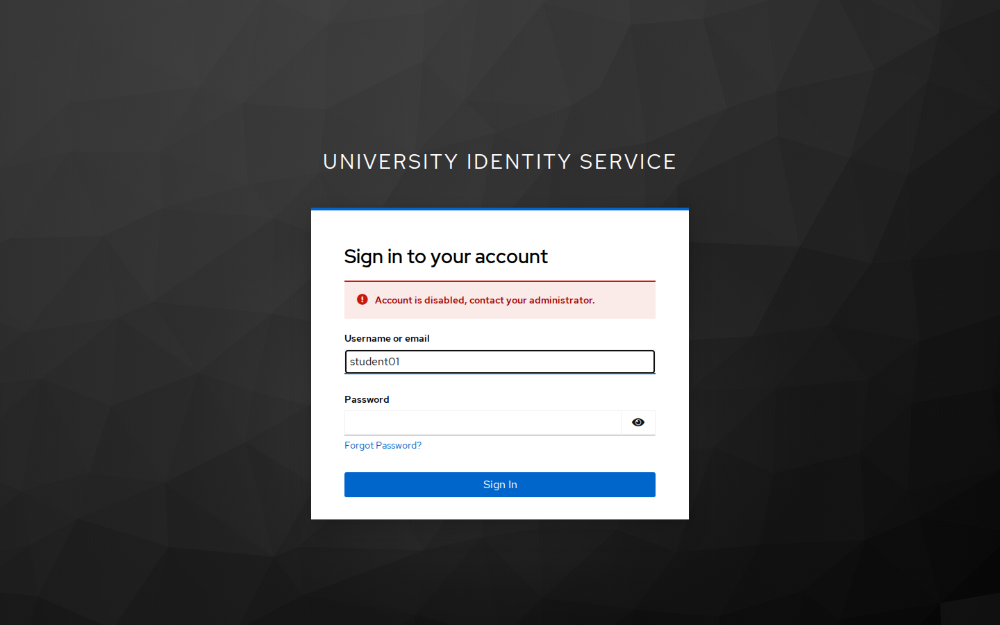 UNIVERSITY IDENTITY SERVICE
Sign in to your account
Account is disabled, contact your administrator.
Username or email
student01
Password
Forgot Password?
Sign In